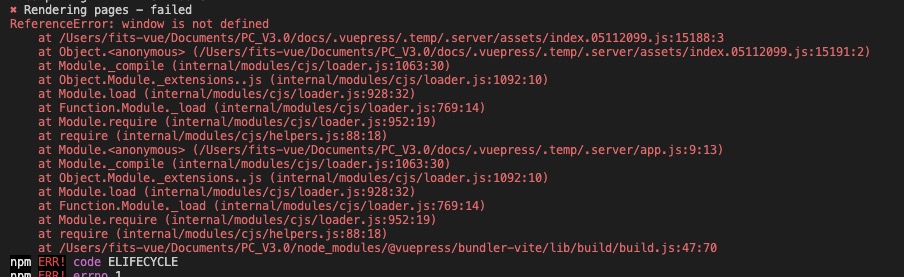 ✖ Rendering pages - failed
ReferenceError: window is not defined
at /Users/fits-vue/Documents/PC_V3.0/docs/.vuepress/.temp/.server/assets/index.05112099.js:15188:3
at Object.<anonymous> (/Users/fits-vue/Documents/PC_V3.0/docs/.vuepress/.temp/.server/assets/index.05112099.js:15191:2)
at Module._compile (internal/modules/cjs/loader.js:1063:30)
at Object.Module._extensions..js (internal/modules/cjs/loader.js:1092:10)
at Module.load (internal/modules/cjs/loader.js:928:32)
at Function.Module._load (internal/modules/cjs/loader.js:769:14)
at Module.require (internal/modules/cjs/loader.js:952:19)
at require (internal/modules/cjs/helpers.js:88:18)
at Module.<anonymous> (/Users/fits-vue/Documents/PC_V3.0/docs/.vuepress/.temp/.server/app.js:9:13)
at Module._compile (internal/modules/cjs/loader.js:1063:30)
at Object.Module._extensions..js (internal/modules/cjs/loader.js:1092:10)
at Module.load (internal/modules/cjs/loader.js:928:32)
at Function.Module._load (internal/modules/cjs/loader.js:769:14)
at Module.require (internal/modules/cjs/loader.js:952:19)
at require (internal/modules/cjs/helpers.js:88:18)
at /Users/fits-vue/Documents/PC_V3.0/node_modules/@vuepress/bundler-vite/lib/build/build.js:47:70
npm ERR! code ELIFECYCLE
npm ERR! errno 1